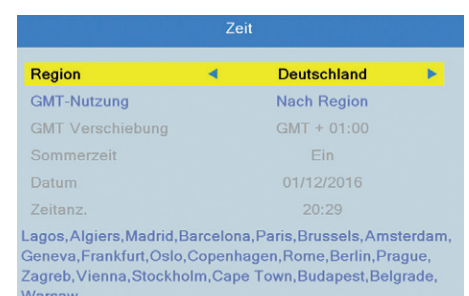 Zeit
Region Deutschland
GMT-Nutzung Nach Region
GMT Verschiebung GMT + 01:00
Sommerzeit Ein
Datum 01/12/2016
Zeitanz. 20:29
Lagos,Algiers,Madrid,Barcelona,Paris,Brussels,Amsterdam,
Geneva,Frankfurt,Oslo,Copenhagen,Rome,Berlin,Prague,
Zagreb,Vienna,Stockholm,Cape Town,Budapest,Belgrade,
Warsaw